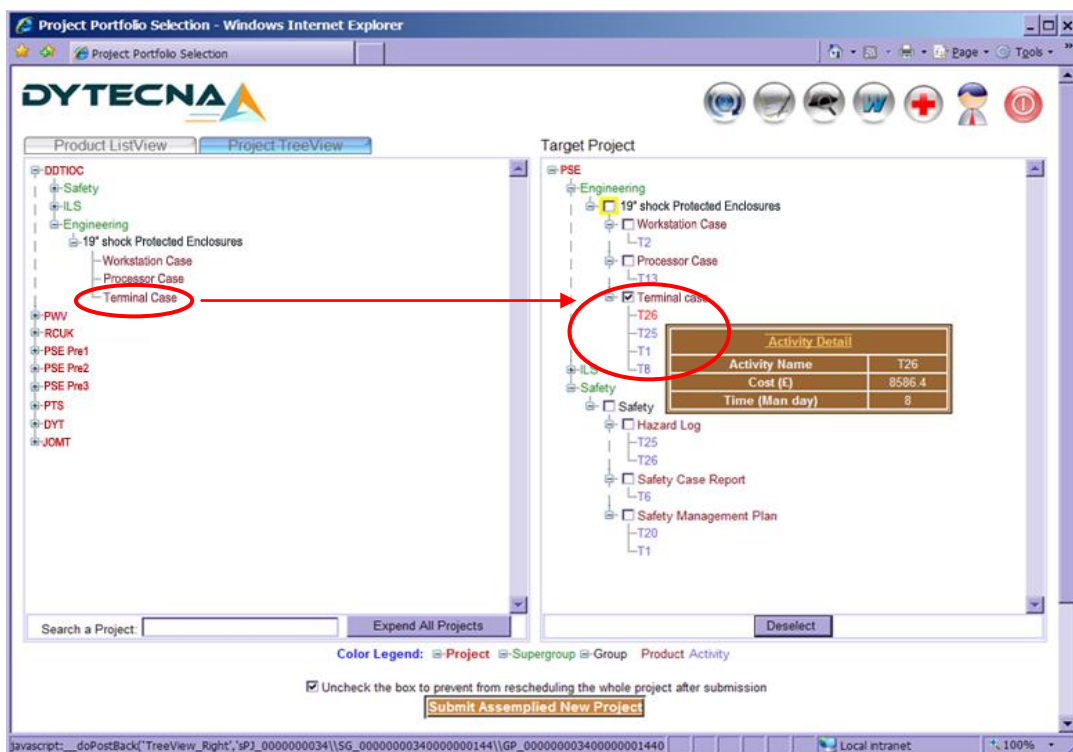 Project Portfolio Selection - Windows Internet Explorer
Project Portfolio Selection
Page
Tools
DYTECNA
Product ListView
Project TreeView
Target Project
DDTIOC
Safety
ILS
Engineering
19" shock Protected Enclosures
Workstation Case
Processor Case
Terminal Case
PWV
RCUK
PSE Pre1
PSE Pre2
PSE Pre3
PTS
DYT
JOMT
PSE
Engineering
19" shock Protected Enclosures
Workstation Case
T2
Processor Case
T13
Terminal case
T26
T25
T1
T8
Activity Detail
Activity Name T26
Cost (£) 8586.4
Time (Man day) 8
ILS
Safety
Safety
Hazard Log
T25
T26
Safety Case Report
T6
Safety Management Plan
T20
T1
Search a Project:
Expend All Projects
Deselect
Color Legend: Project Supergroup Group Product Activity
Uncheck the box to prevent from rescheduling the whole project after submission
Submit Assemplied New Project
javascript:__doPostBack('TreeView_Right','sPJ_0000000034\\SG_00000000340000000144\\GP_000000003400000001440
Local intranet
100%